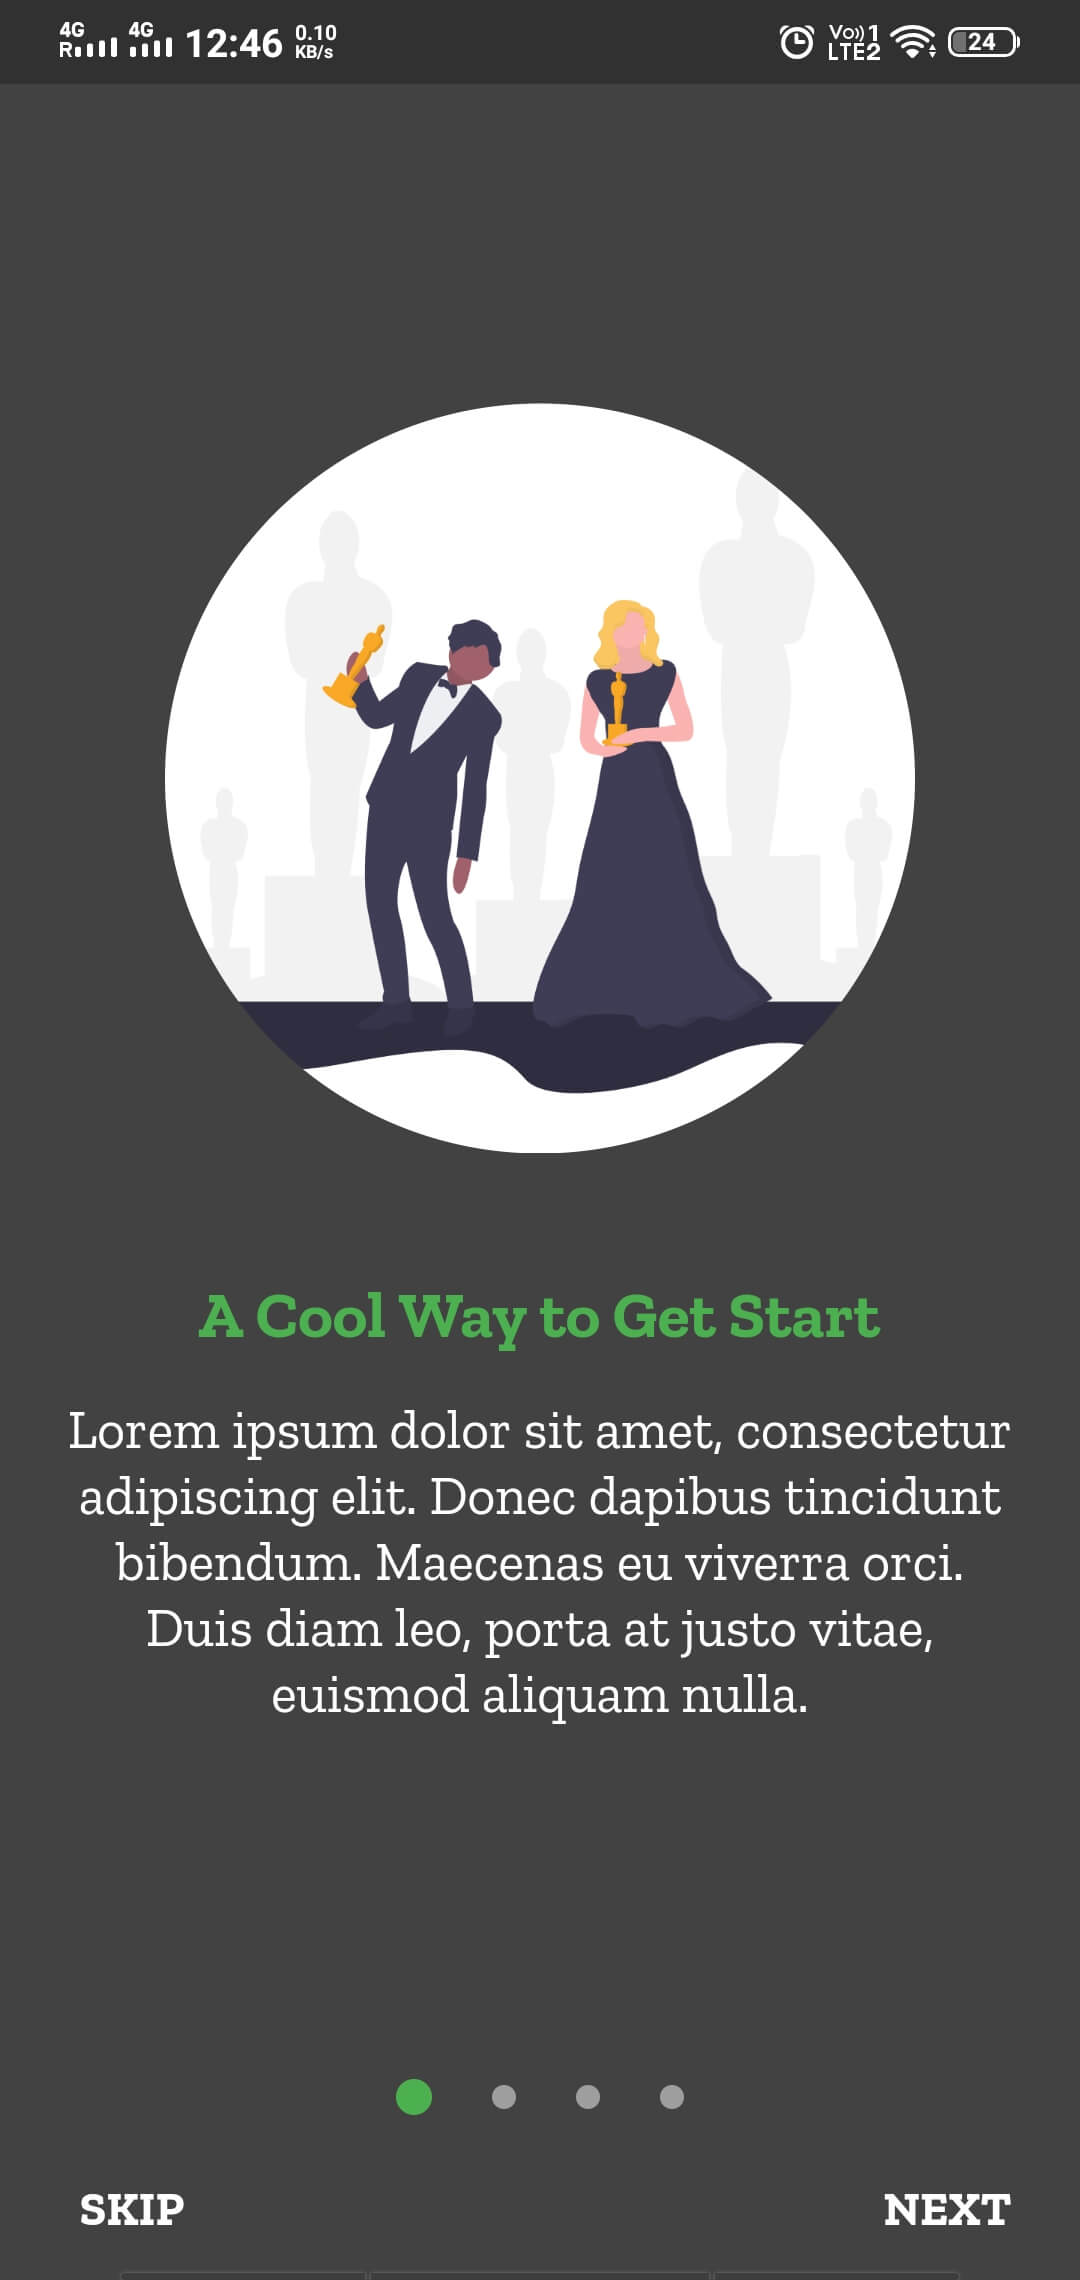 4G 4G 12:46 0.10 Vo)) 1 24
R KB/s LTE2
A Cool Way to Get Start
Lorem ipsum dolor sit amet, consectetur
adipiscing elit. Donec dapibus tincidunt
bibendum. Maecenas eu viverra orci.
Duis diam leo, porta at justo vitae,
euismod aliquam nulla.
SKIP NEXT